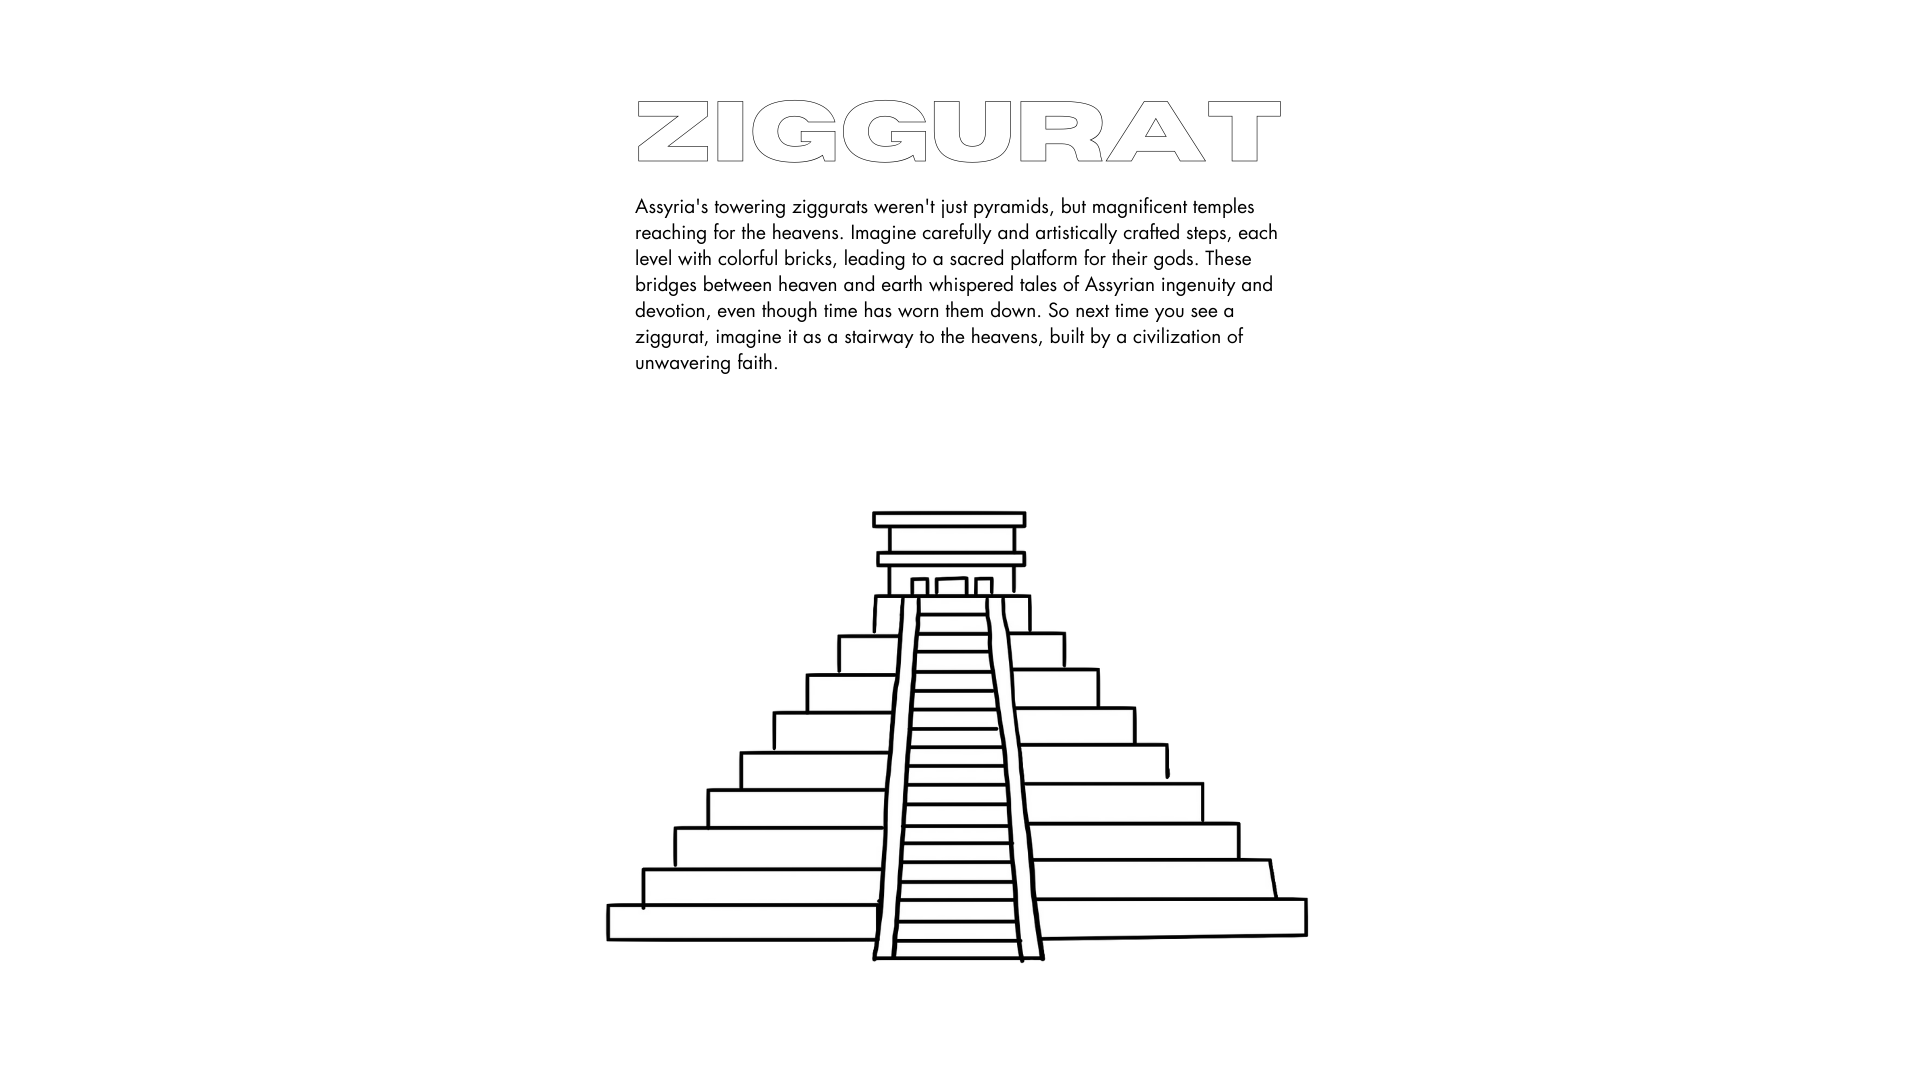 ZIGGURAT
Assyria's towering ziggurats weren't just pyramids, but magnificent temples
reaching for the heavens. Imagine carefully and artistically crafted steps, each
level with colorful bricks, leading to a sacred platform for their gods. These
bridges between heaven and earth whispered tales of Assyrian ingenuity and
devotion, even though time has worn them down. So next time you see a
ziggurat, imagine it as a stairway to the heavens, built by a civilization of
unwavering faith.